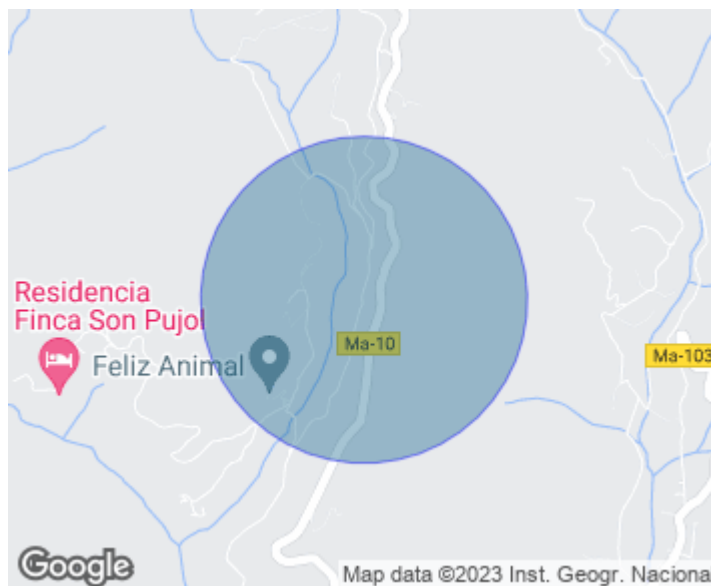 Residencia
Finca Son Pujol
Feliz Animal
Ma-10
Ma-103
Google
Map data ©2023 Inst. Geogr. Naciona